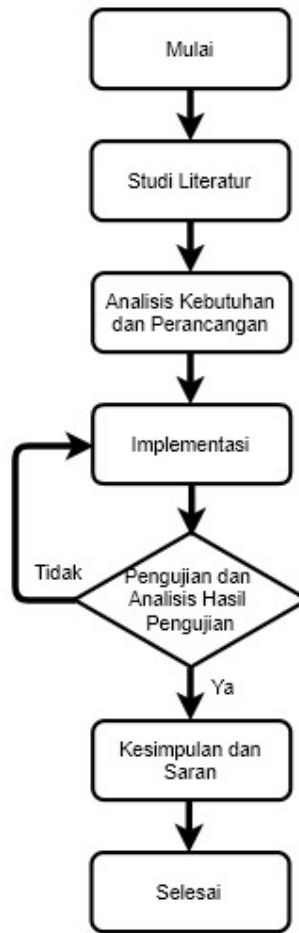 Mulai
Studi Literatur
Analisis Kebutuhan
dan Perancangan
Implementasi
Tidak
Pengujian dan
Analisis Hasil
Pengujian
Ya
Kesimpulan dan
Saran
Selesai